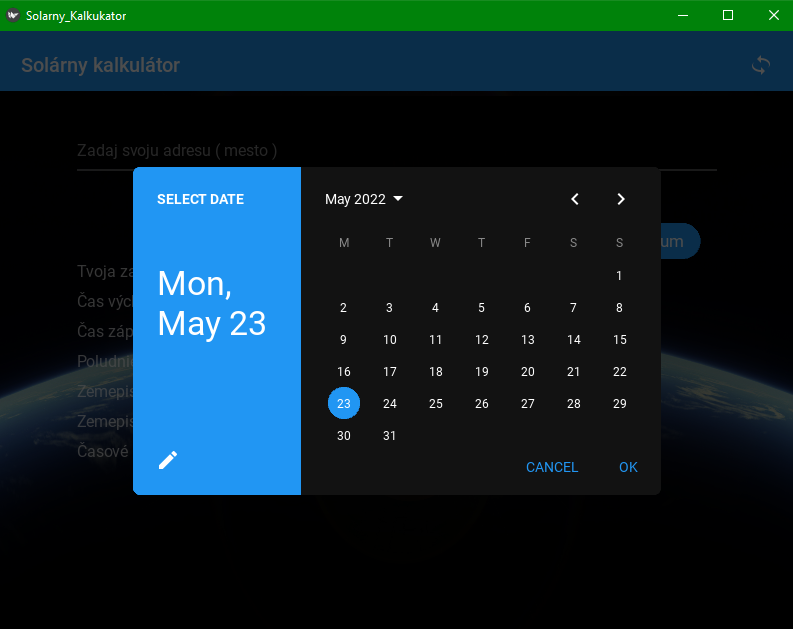 Solarny_Kalkukator
Solárny kalkulátor
Zadaj svoju adresu ( mesto )
SELECT DATE
Mon,
May 23
May 2022
M T W T F S S
1
2 3 4 5 6 7 8
9 10 11 12 13 14 15
16 17 18 19 20 21 22
23 24 25 26 27 28 29
30 31
CANCEL OK
um
Tvoja za
Čas vých
Čas záp
Poludni
Zemepis
Zemepis
Časové